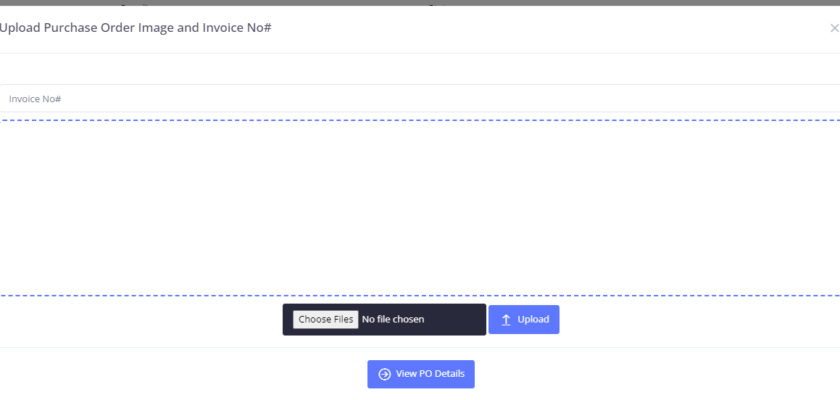 Upload Purchase Order Image and Invoice No#
Invoice No#
Choose Files No file chosen Upload
View PO Details